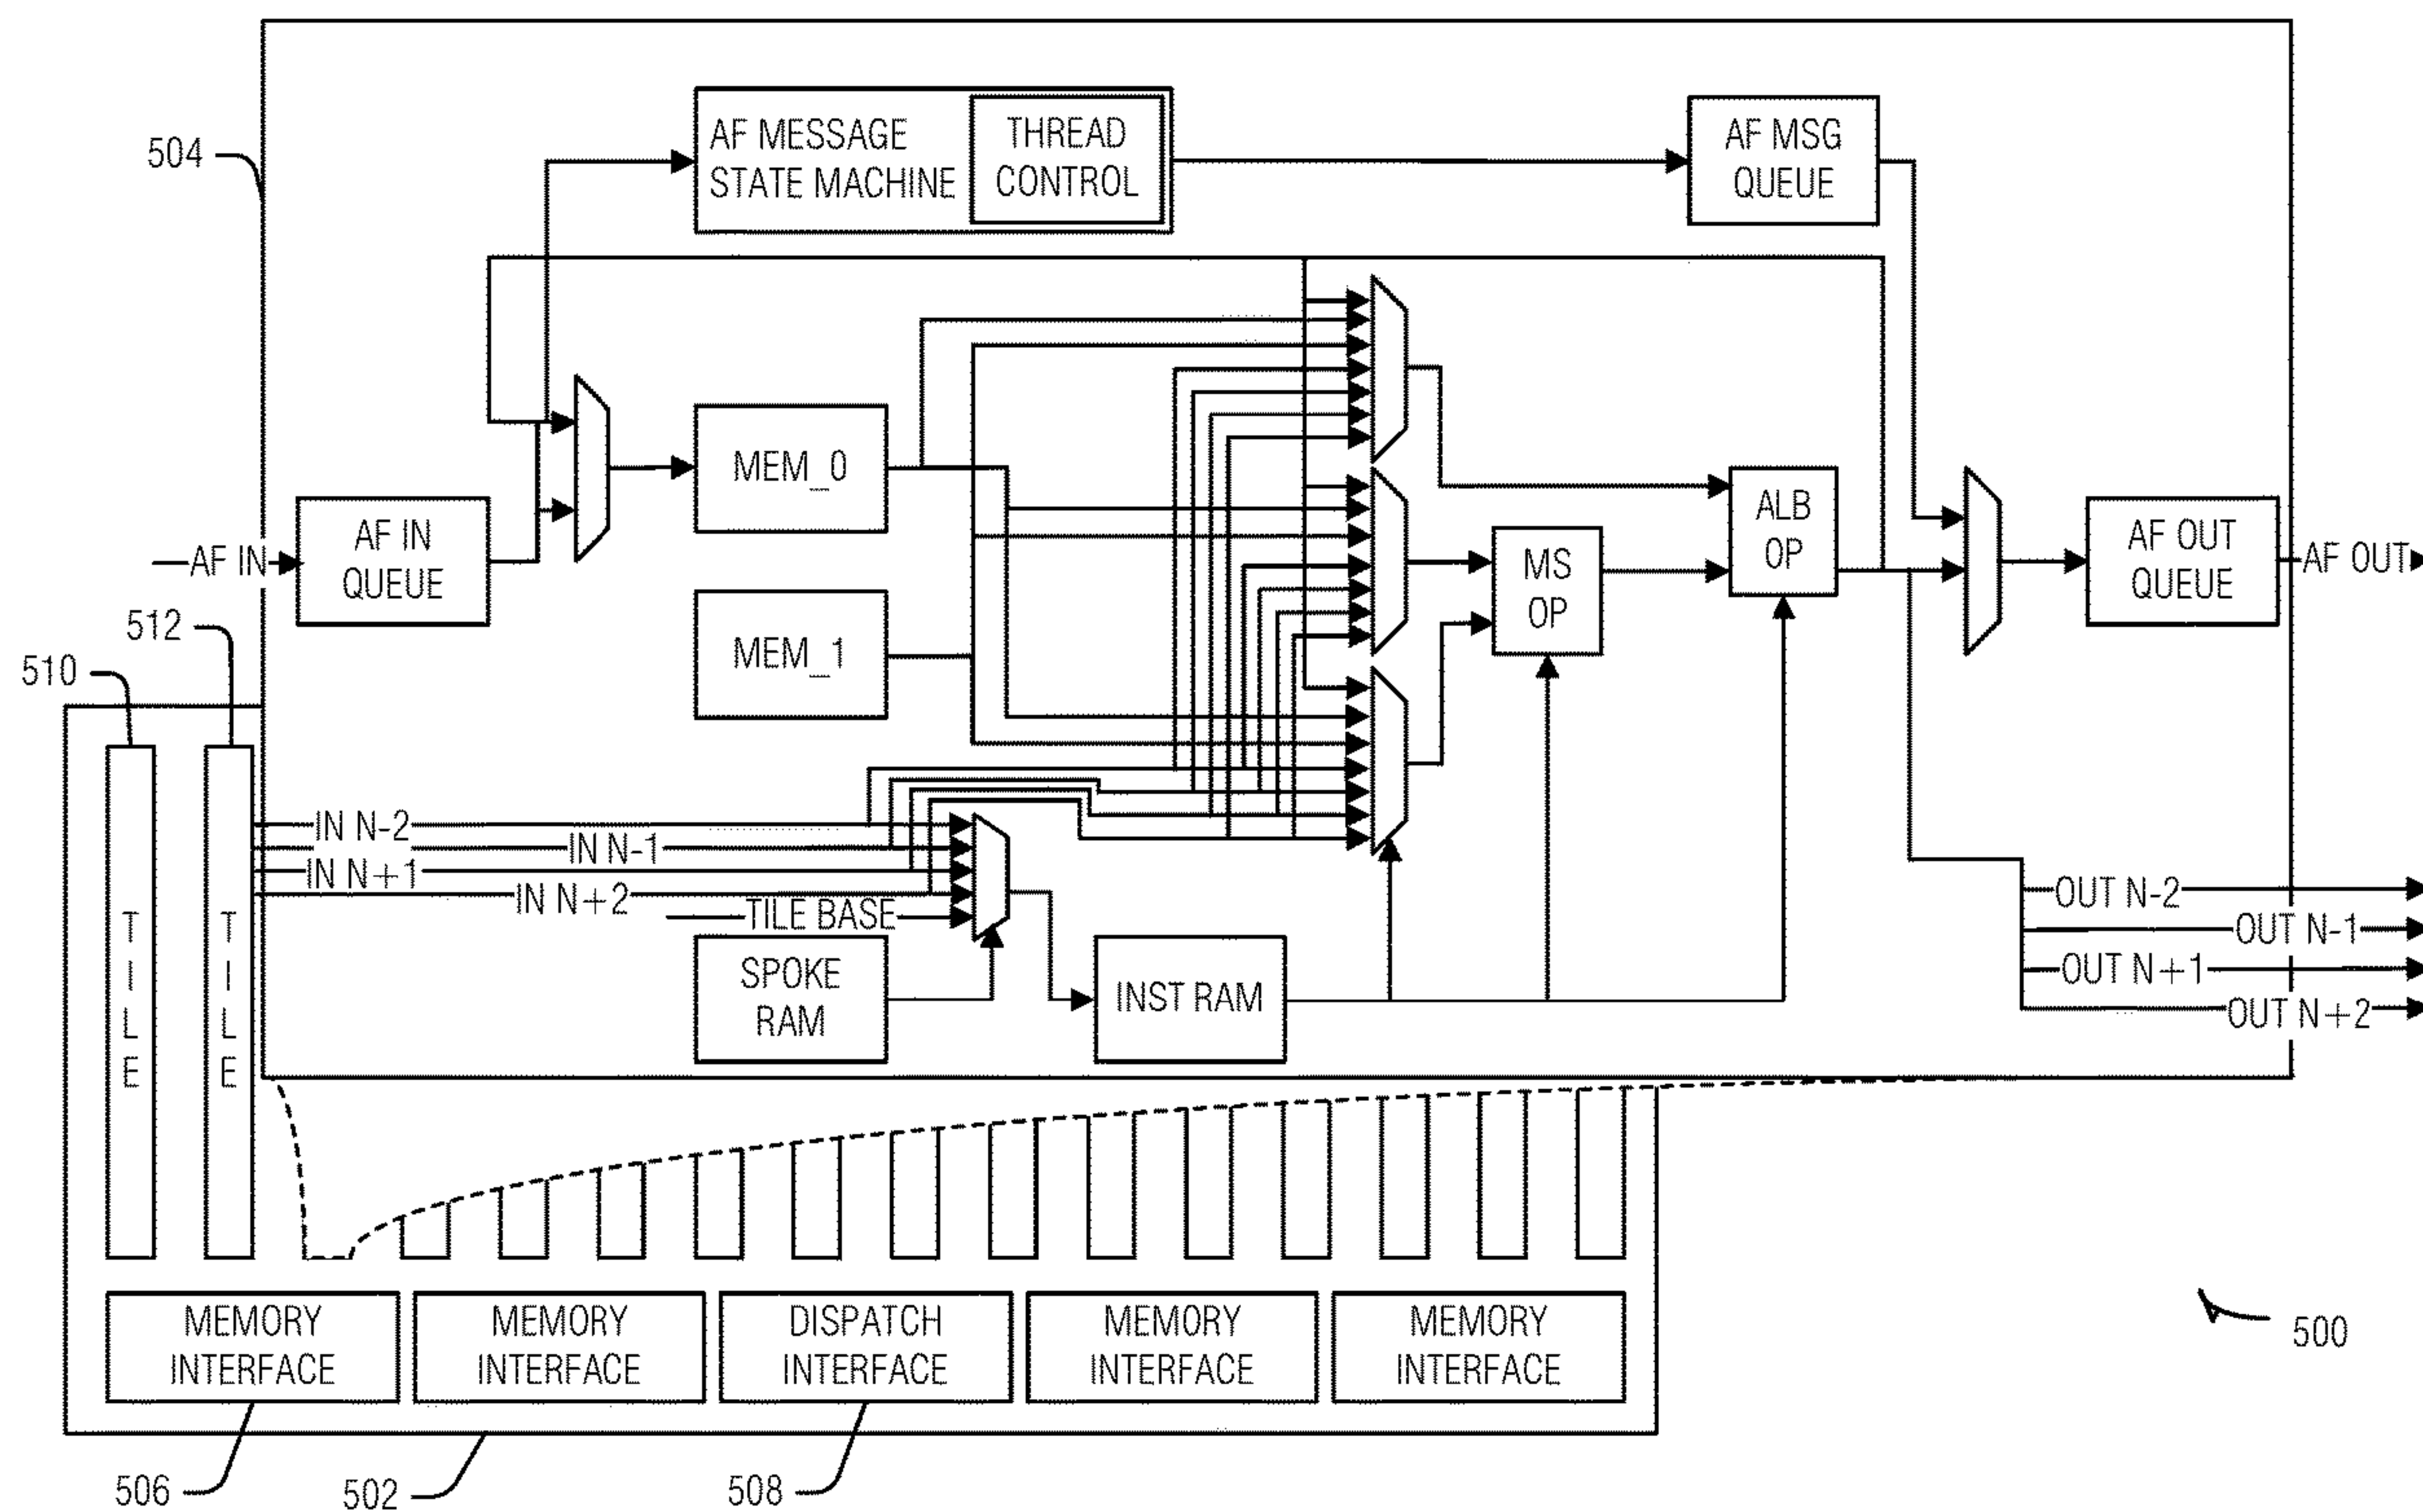 504
AF MESSAGE
STATE MACHINE
THREAD
CONTROL
AF MSG
QUEUE
AF IN
AF IN
QUEUE
MEM_0
MEM_1
MS
OP
ALB
OP
AF OUT
QUEUE
AF OUT
512
510
TILE
TILE
IN N-2
IN N-1
IN N+1
IN N+2
TILE BASE
SPOKE
RAM
INST RAM
OUT N-2
OUT N-1
OUT N+1
OUT N+2
MEMORY
INTERFACE
MEMORY
INTERFACE
DISPATCH
INTERFACE
MEMORY
INTERFACE
MEMORY
INTERFACE
500
506
502
508